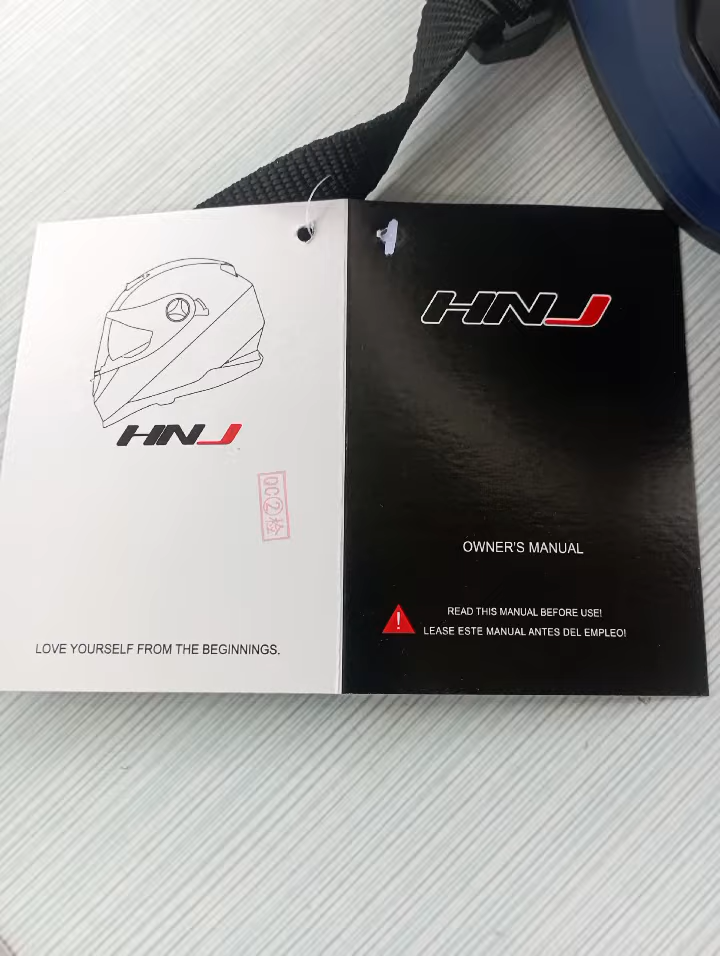 HNJ
QC②检
LOVE YOURSELF FROM THE BEGINNINGS.
HNJ
OWNER'S MANUAL
READ THIS MANUAL BEFORE USE!
LEASE ESTE MANUAL ANTES DEL EMPLEO!